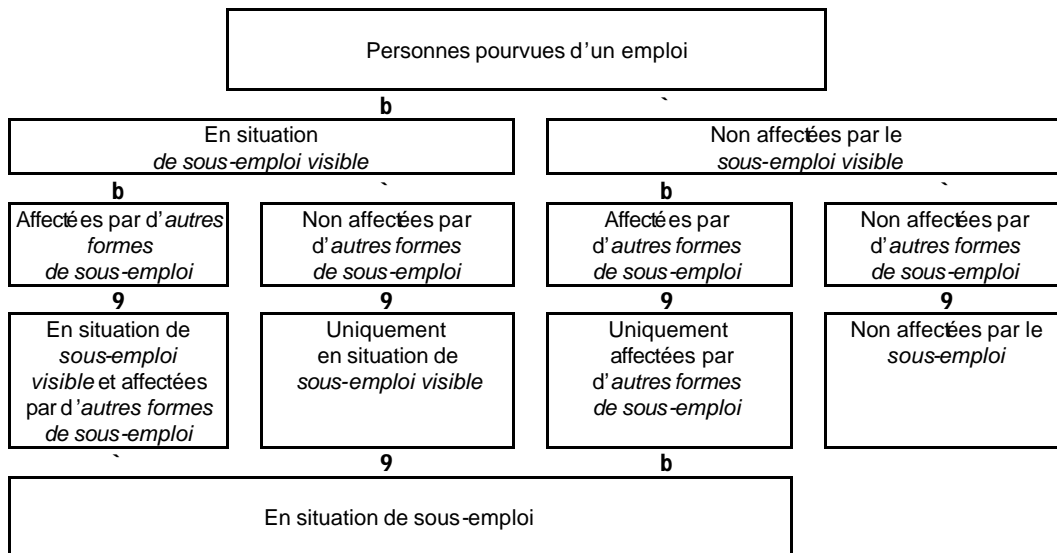 Personnes pourvues d'un emploi
b `
En situation
de sous-emploi visible
Non affectées par le
sous-emploi visible
b ` b `
Affectées par d'autres
formes
de sous-emploi
Non affectées par
d'autres formes
de sous-emploi
Affectées par
d'autres formes
de sous-emploi
Non affectées par
d'autres formes
de sous-emploi
9 9 9 9
En situation de
sous-emploi
visible et affectées
par d'autres formes
de sous-emploi
Uniquement
en situation de
sous-emploi visible
Uniquement
affectées par
d'autres formes
de sous-emploi
Non affectées par le
sous-emploi
` 9 b
En situation de sous-emploi